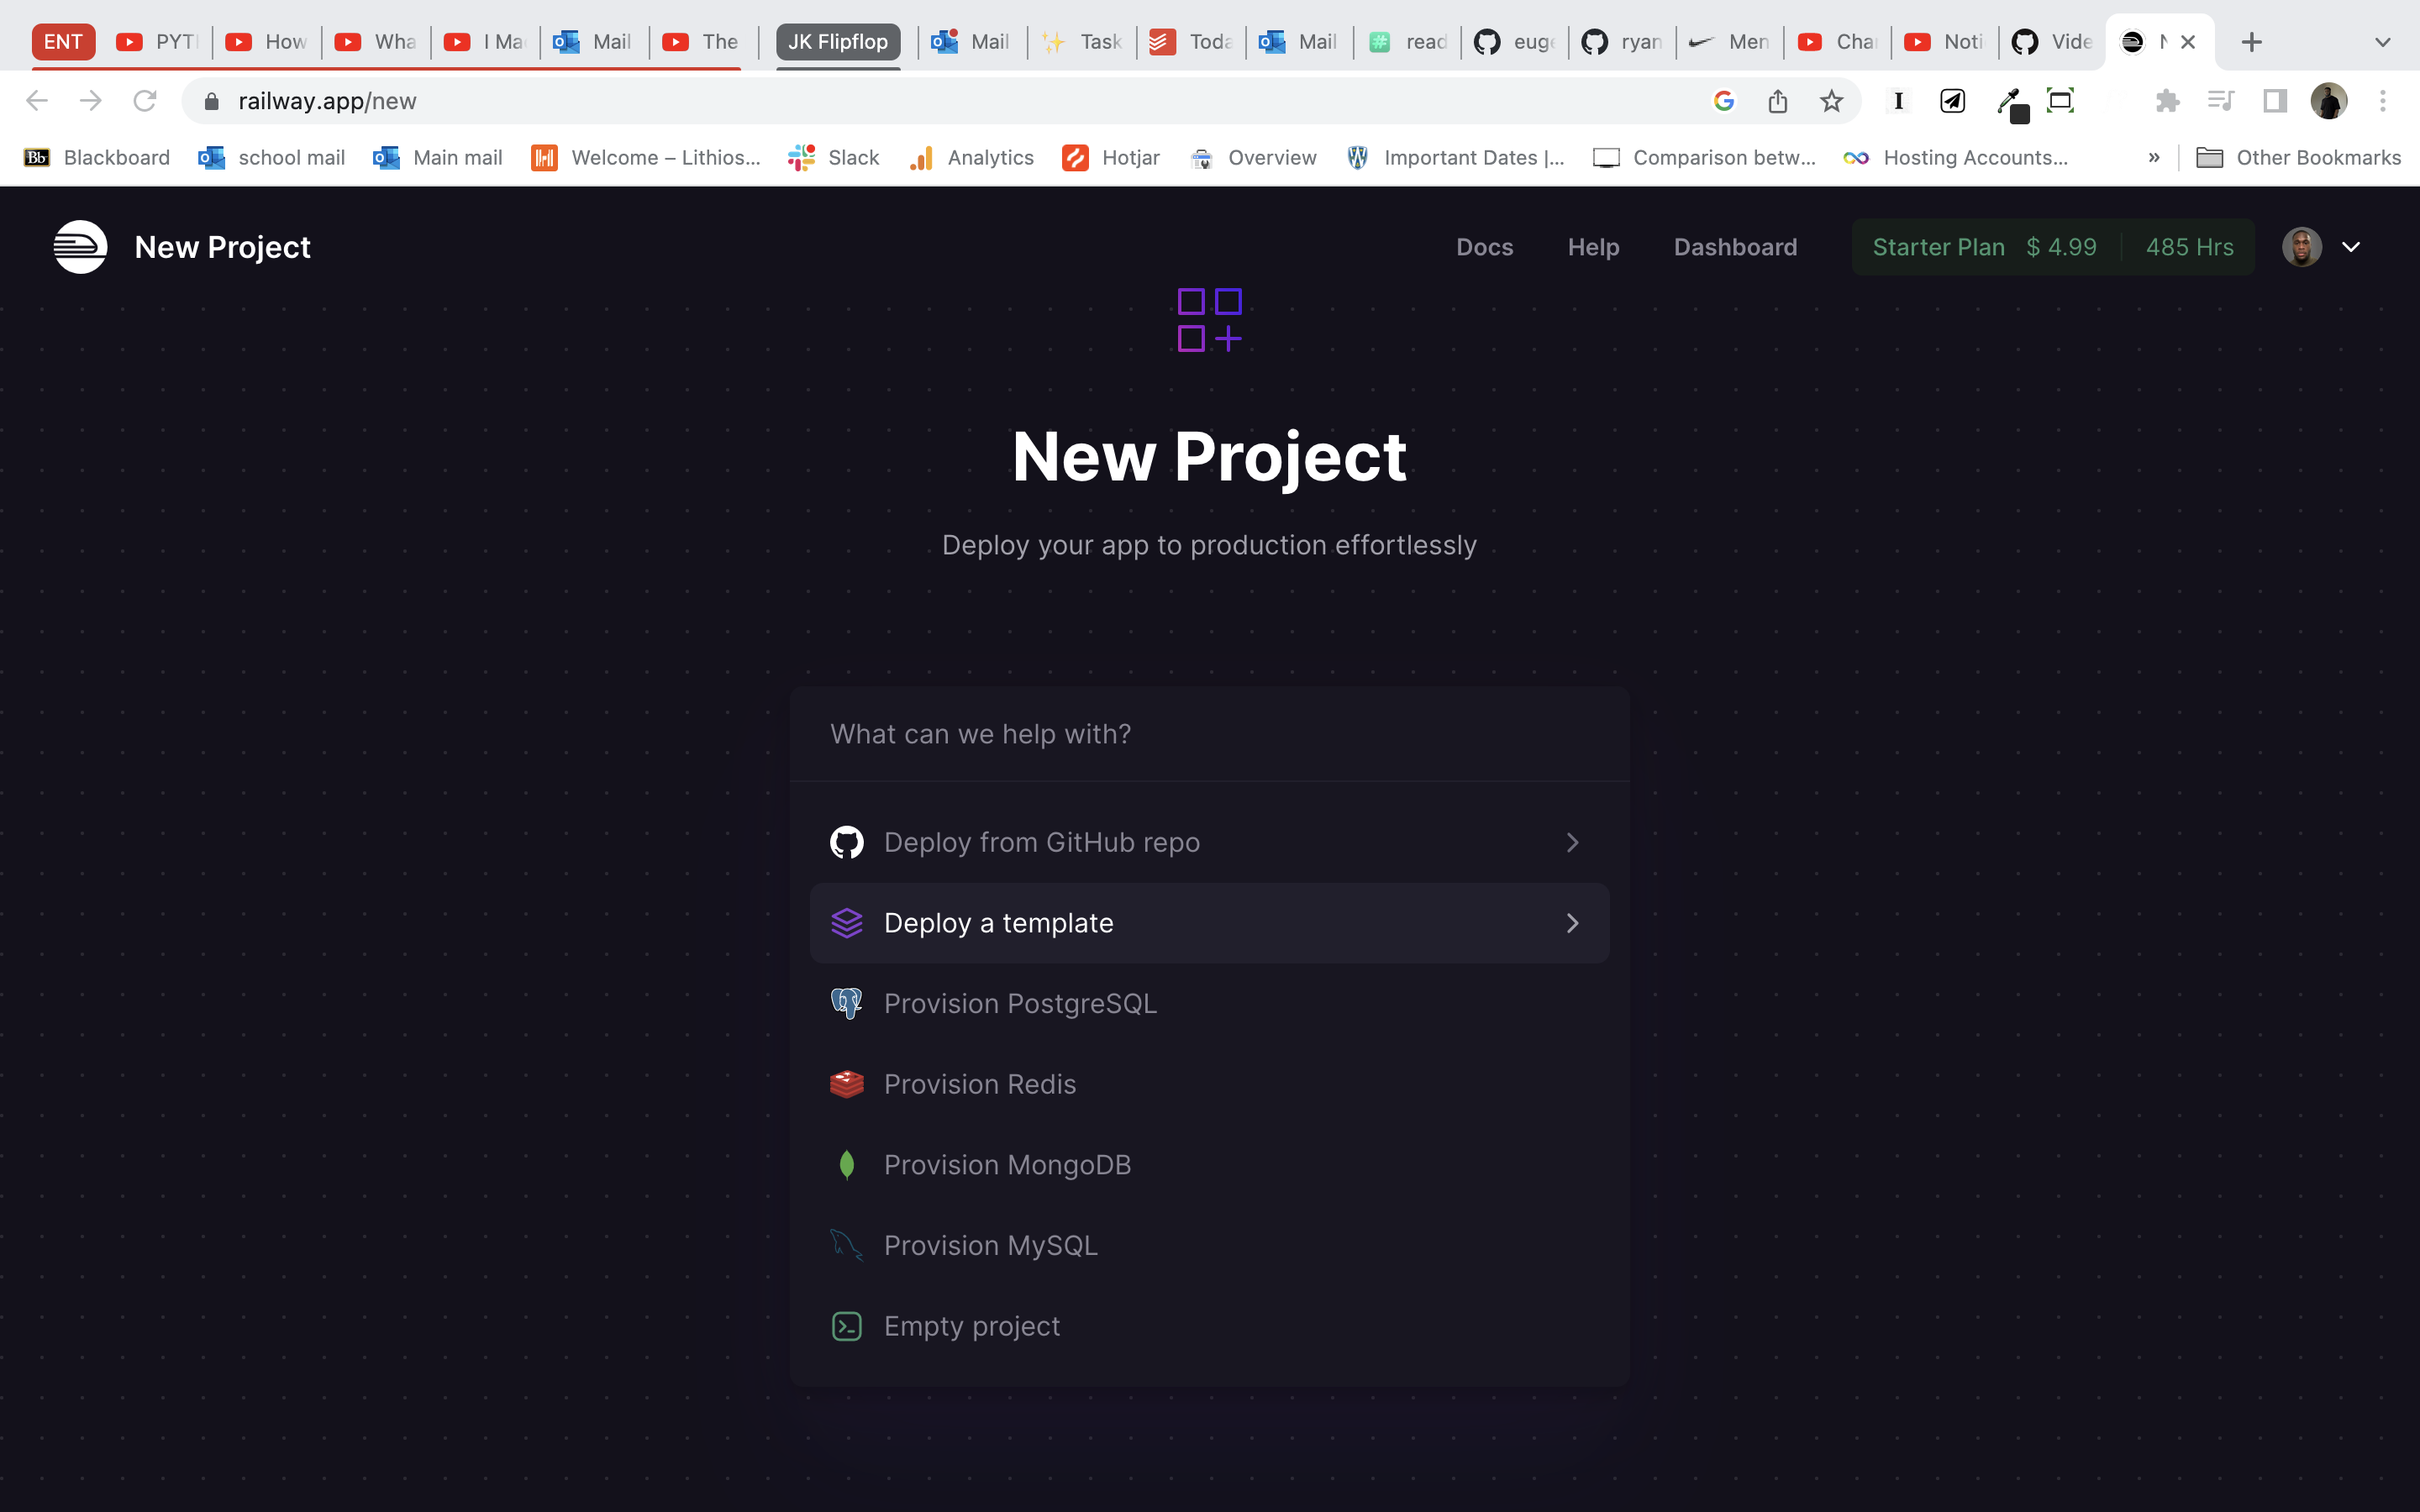 ENT PYT How Wha I Ma Mail The JK Flipflop Mail Task Toda Mail read euge ryan Men Cha Noti Vide
railway.app/new
Bb Blackboard school mail Main mail Welcome – Lithios... Slack Analytics Hotjar Overview Important Dates |... Comparison betw... Hosting Accounts... » Other Bookmarks
New Project Docs Help Dashboard Starter Plan $ 4.99 485 Hrs
New Project
Deploy your app to production effortlessly
What can we help with?
Deploy from GitHub repo
Deploy a template
Provision PostgreSQL
Provision Redis
Provision MongoDB
Provision MySQL
Empty project